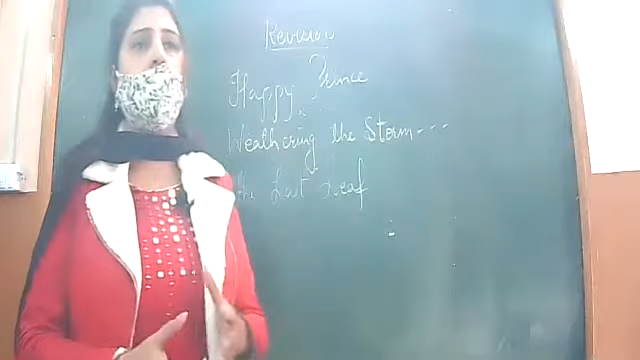 Revision
Happy Prince
Weathering the Storm ---
The Last Leaf